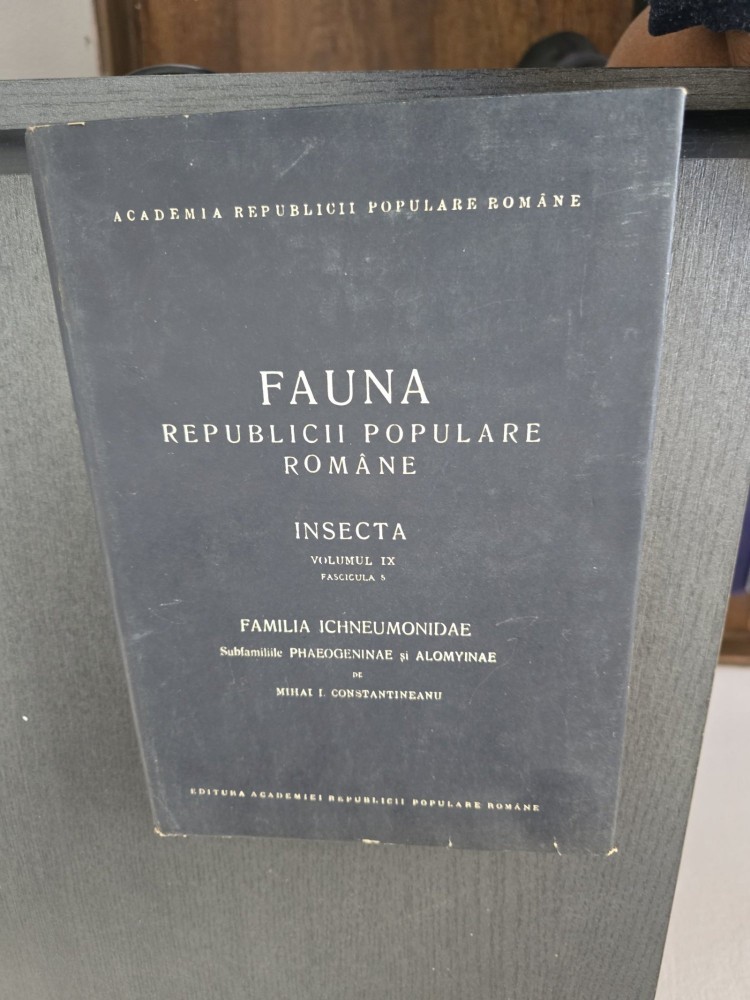 ACADEMIA REPUBLICII POPULARE ROMÂNE
FAUNA
REPUBLICII POPULARE
ROMÂNE
INSECTA
VOLUMUL IX
FASCICULA 5
FAMILIA ICHNEUMONIDAE
Subfamiliile PHAEOGENINAE și ALOMYINAE
DE
MIHAI I. CONSTANTINEANU
EDITURA ACADEMIEI REPUBLICII POPULARE ROMÂNE